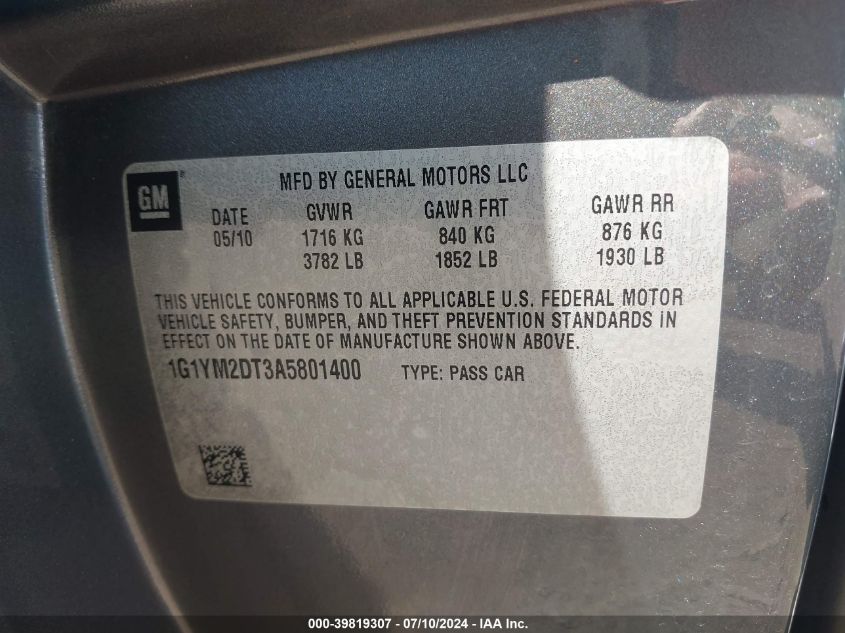 GM
®
MFD BY GENERAL MOTORS LLC
DATE GVWR GAWR FRT GAWR RR
05/10 1716 KG 840 KG 876 KG
3782 LB 1852 LB 1930 LB
THIS VEHICLE CONFORMS TO ALL APPLICABLE U.S. FEDERAL MOTOR
VEHICLE SAFETY, BUMPER, AND THEFT PREVENTION STANDARDS IN
EFFECT ON THE DATE OF MANUFACTURE SHOWN ABOVE.
1G1YM2DT3A5801400 TYPE: PASS CAR
000-39819307 - 07/10/2024 - IAA Inc.